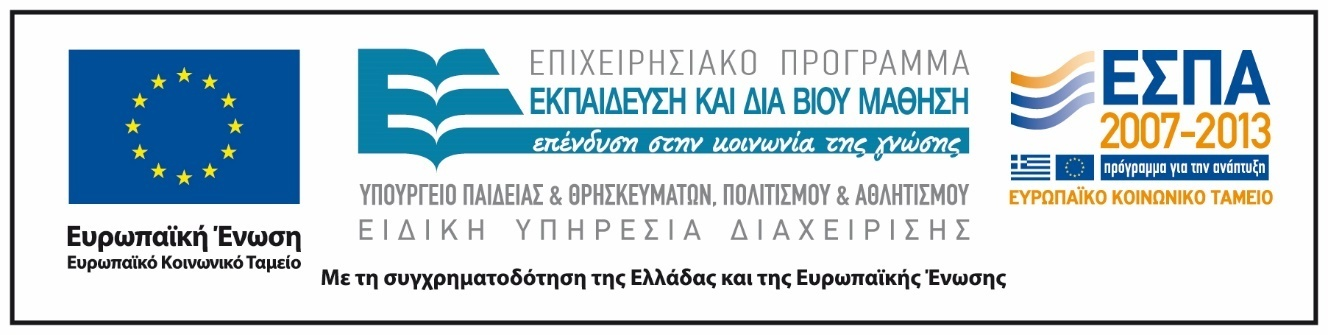 Ευρωπαϊκή Ένωση
Ευρωπαϊκό Κοινωνικό Ταμείο
ΕΠΙΧΕΙΡΗΣΙΑΚΟ ΠΡΟΓΡΑΜΜΑ
ΕΚΠΑΙΔΕΥΣΗ ΚΑΙ ΔΙΑ ΒΙΟΥ ΜΑΘΗΣΗ
επένδυση στην κοινωνία της γνώσης
ΥΠΟΥΡΓΕΙΟ ΠΑΙΔΕΙΑΣ & ΘΡΗΣΚΕΥΜΑΤΩΝ, ΠΟΛΙΤΙΣΜΟΥ & ΑΘΛΗΤΙΣΜΟΥ
ΕΙΔΙΚΗ ΥΠΗΡΕΣΙΑ ΔΙΑΧΕΙΡΙΣΗΣ
ΕΣΠΑ
2007-2013
πρόγραμμα για την ανάπτυξη
ΕΥΡΩΠΑΪΚΟ ΚΟΙΝΩΝΙΚΟ ΤΑΜΕΙΟ
Με τη συγχρηματοδότηση της Ελλάδας και της Ευρωπαϊκής Ένωσης